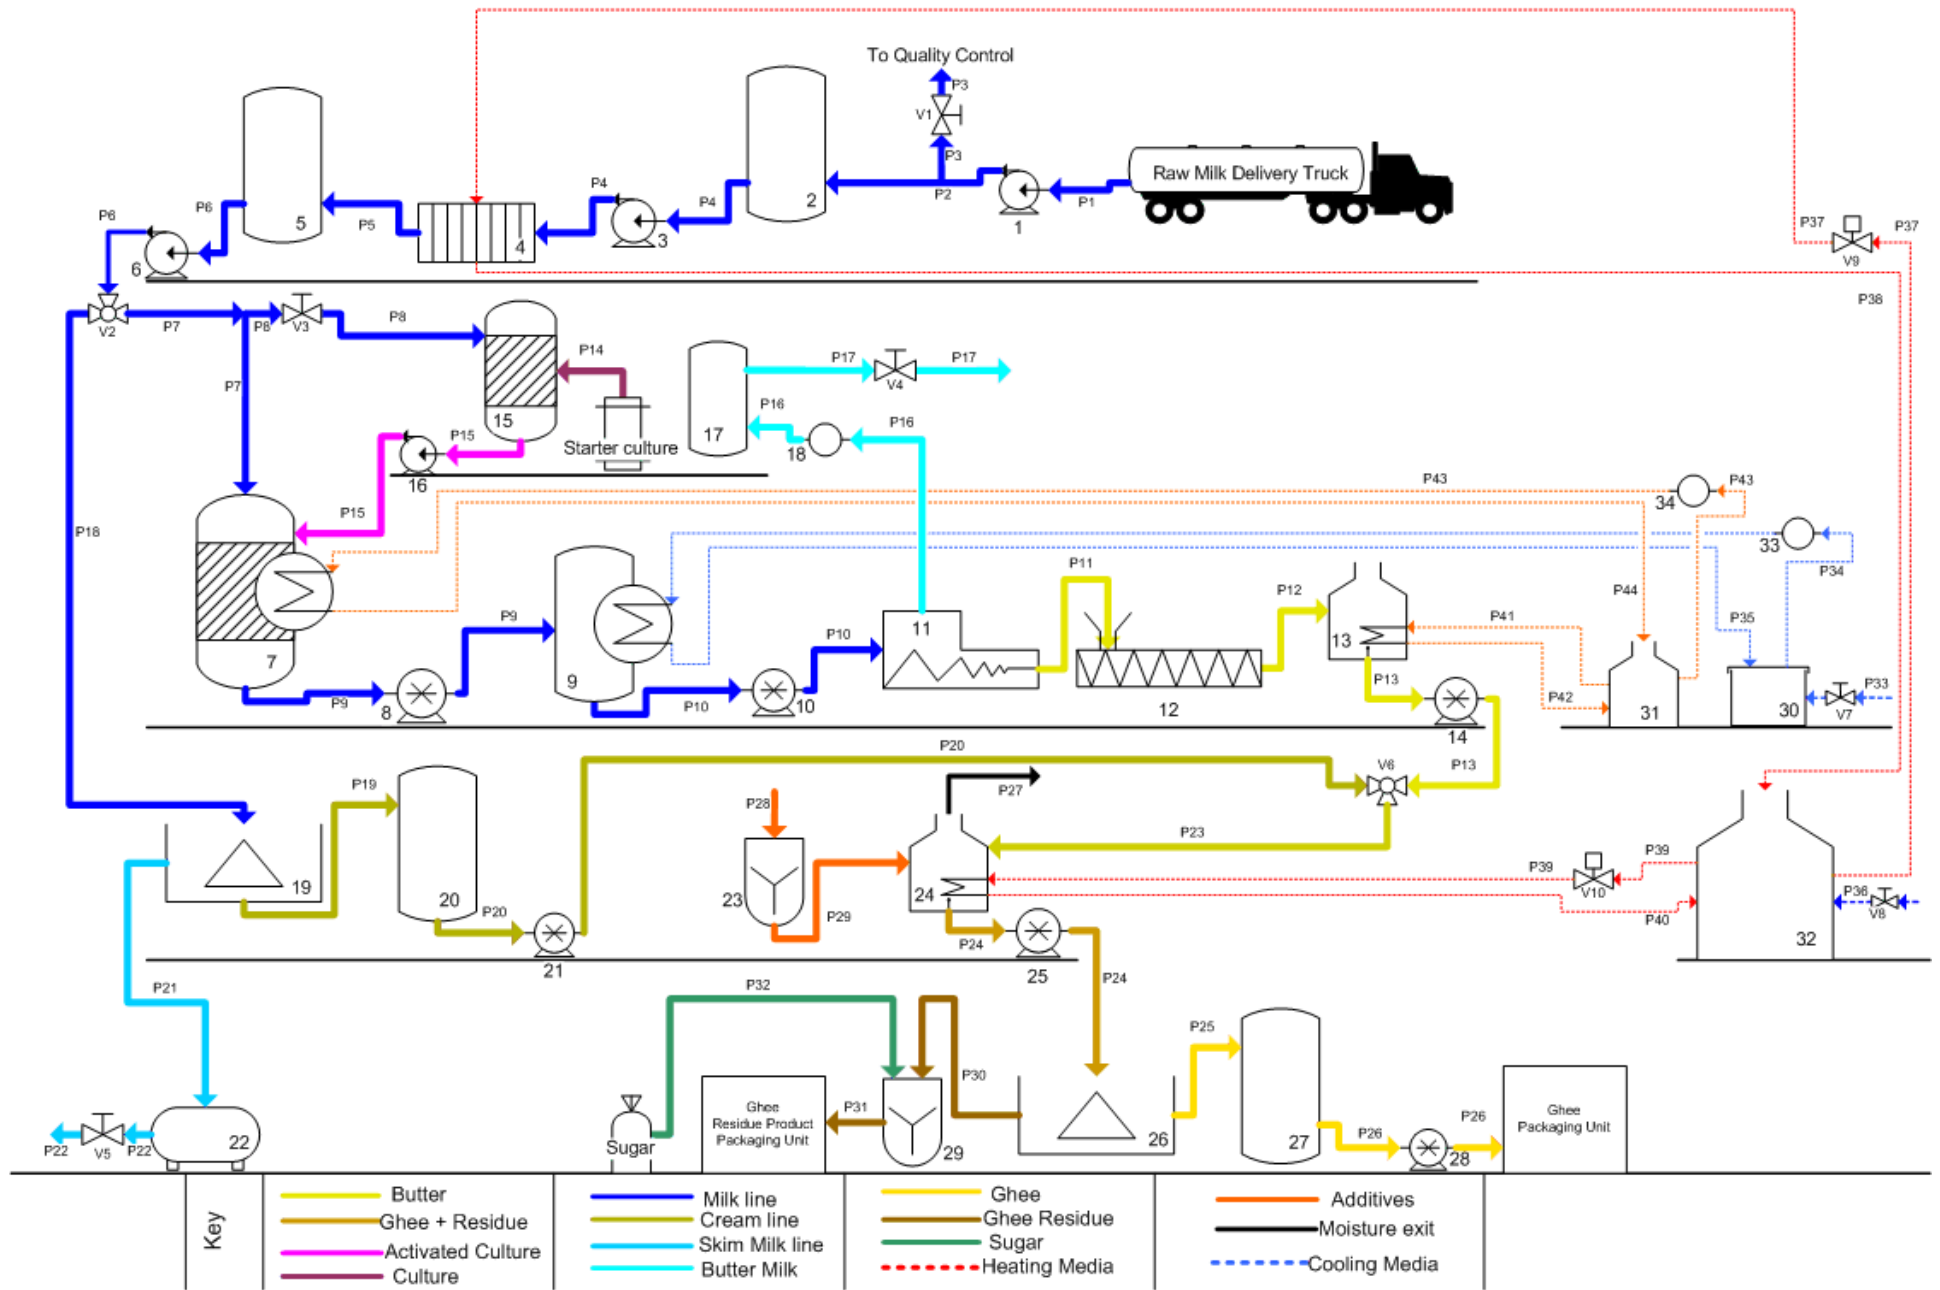 To Quality Control
P3
V1
P3
P2
Raw Milk Delivery Truck
P1
1
2
P4
P4
3
4
P5
5
P6
P6
6
P37
P37
V9
P38
V2
P7
P8
V3
P8
P7
P14
15
Starter culture
P15
16
P15
P17
V4
P17
P16
P16
17
18
P18
P43
34
P43
33
P34
7
P9
8
P9
9
P10
10
P10
11
P11
12
P12
13
P13
14
P13
P41
P42
P44
31
P35
30
V7
P33
P20
V6
P19
19
20
P20
21
P28
23
P29
P27
24
P23
P24
25
P24
P39
V10
P39
P40
P36
V8
32
P21
P22
V5
P22
22
P32
Sugar
Ghee
Residue Product
Packaging Unit
P31
29
P30
26
P25
27
P26
28
P26
Ghee
Packaging Unit
Key
Butter
Ghee + Residue
Activated Culture
Culture
Milk line
Cream line
Skim Milk line
Butter Milk
Ghee
Ghee Residue
Sugar
Heating Media
Additives
Moisture exit
Cooling Media